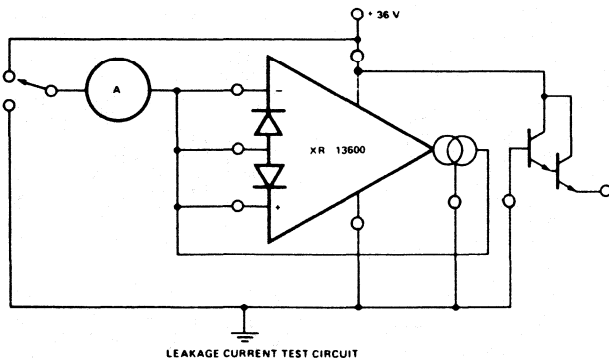 + 36 V
A
−
XR 13600
+
LEAKAGE CURRENT TEST CIRCUIT